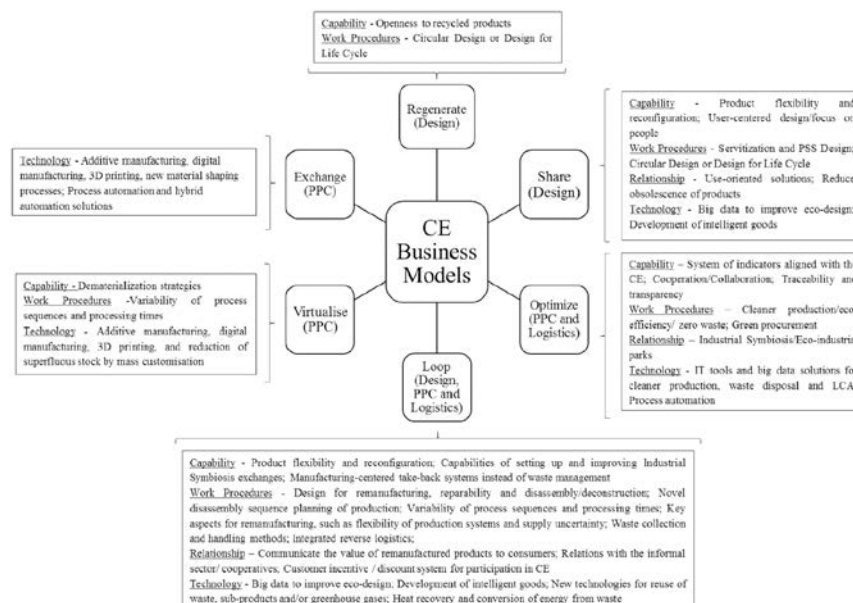 Capability - Openness to recycled products
Work Procedures - Circular Design or Design for
Life Cycle
Regenerate
(Design)
Capability - Product flexibility and
reconfiguration; User-centered design/focus on
people
Work Procedures - Servitization and PSS Design;
Circular Design or Design for Life Cycle
Relationship - Use-oriented solutions; Reduce
obsolescence of products
Technology - Big data to improve eco-design;
Development of intelligent goods
Share
(Design)
Technology - Additive manufacturing, digital
manufacturing, 3D printing, new material shaping
processes; Process automation and hybrid
automation solutions
Exchange
(PPC)
CE
Business
Models
Capability - Dematerialization strategies
Work Procedures -Variability of process
sequences and processing times
Technology - Additive manufacturing, digital
manufacturing, 3D printing, and reduction of
superfluous stock by mass customisation
Virtualise
(PPC)
Optimize
(PPC and
Logistics)
Capability – System of indicators aligned with the
CE; Cooperation/Collaboration; Traceability and
transparency
Work Procedures – Cleaner production/eco
efficiency/ zero waste; Green procurement
Relationship – Industrial Symbiosis/Eco-industria
parks
Technology - IT tools and big data solutions fo
cleaner production, waste disposal and LCA
Process automation
Loop
(Design,
PPC and
Logistics)
Capability - Product flexibility and reconfiguration; Capabilities of setting up and improving Industrial
Symbiosis exchanges; Manufacturing-centered take-back systems instead of waste management
Work Procedures - Design for remanufacturing, reparability and disassembly/deconstruction; Novel
disassembly sequence planning of production; Variability of process sequences and processing times; Key
aspects for remanufacturing, such as flexibility of production systems and supply uncertainty; Waste collection
and handling methods; integrated reverse logistics;
Relationship – Communicate the value of remanufactured products to consumers; Relations with the informal
sector/ cooperatives; Customer incentive / discount system for participation in CE
Technology - Big data to improve eco-design; Development of intelligent goods; New technologies for reuse of
waste, sub-products and/or greenhouse gases; Heat recovery and conversion of energy from waste